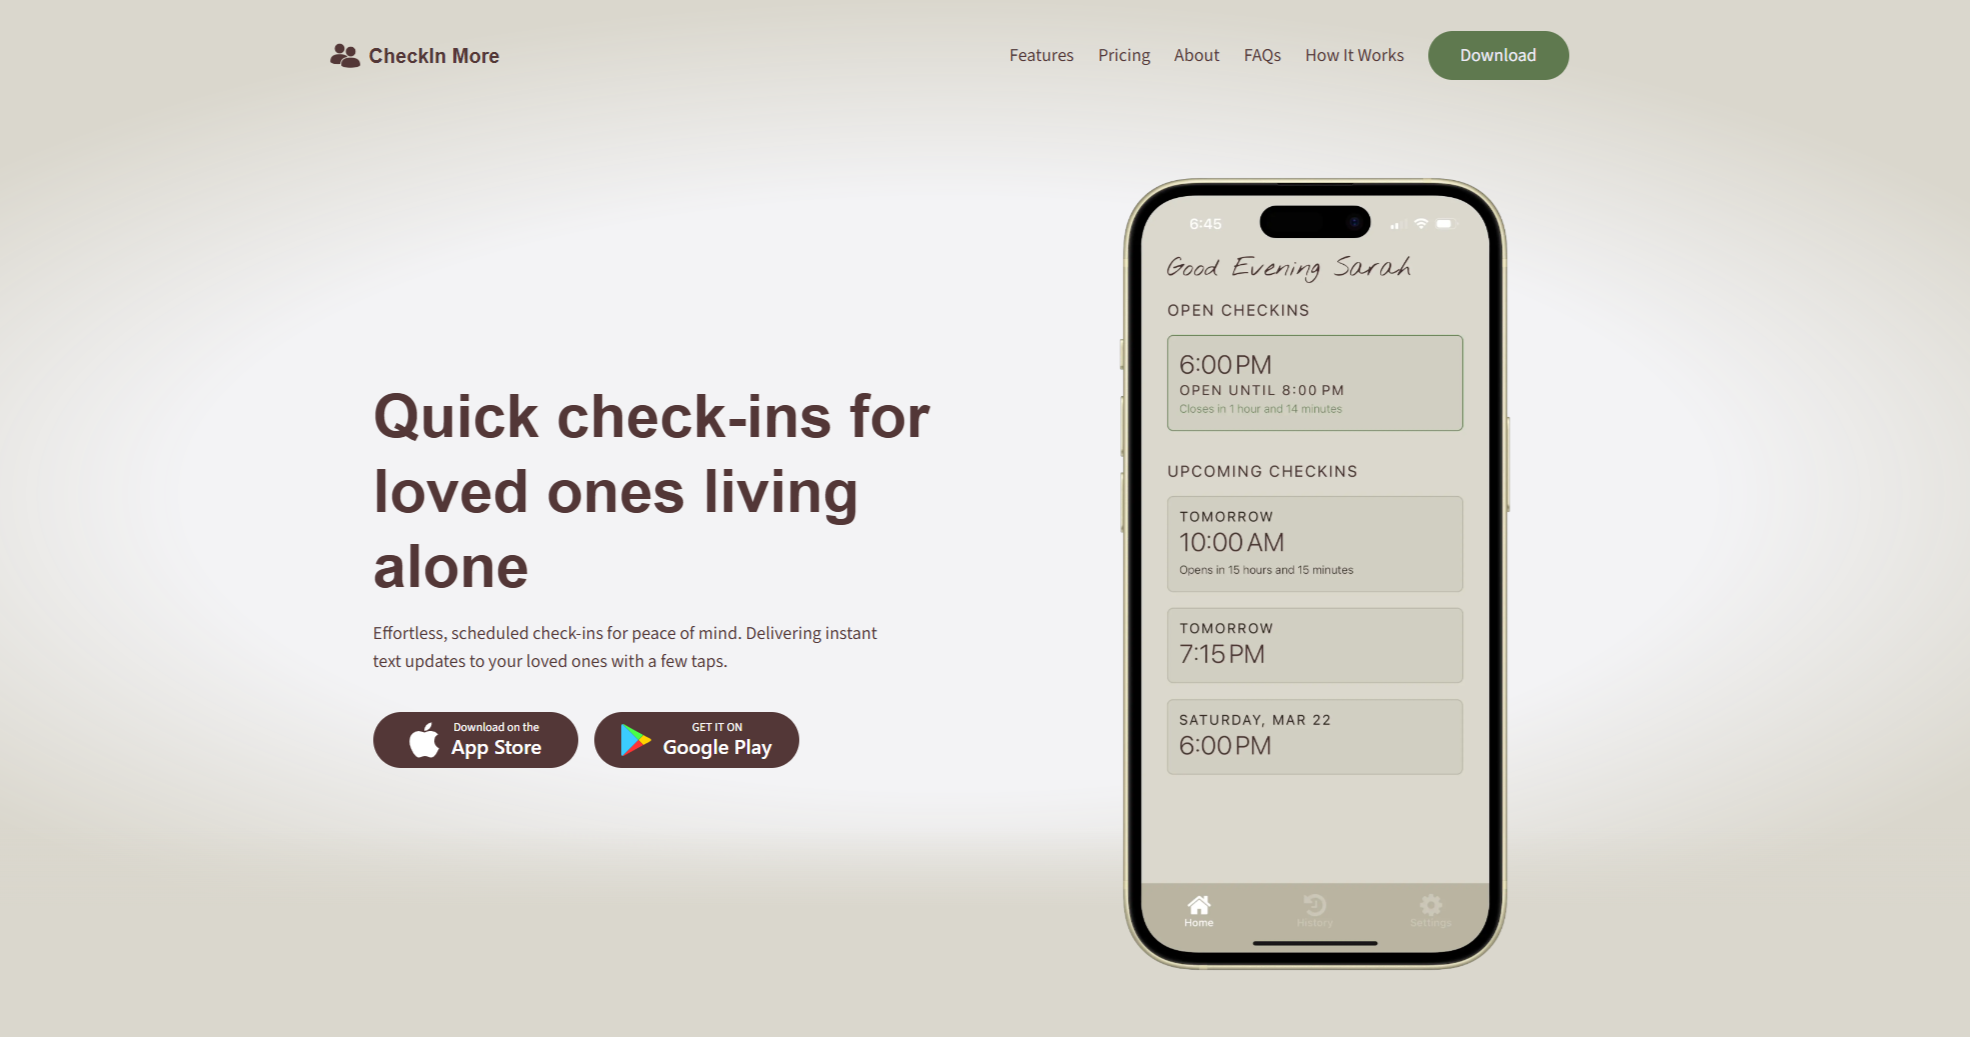 CheckIn More
Features
Pricing
About
FAQs
How It Works
Download
Quick check-ins for
loved ones living
alone
Effortless, scheduled check-ins for peace of mind. Delivering instant
text updates to your loved ones with a few taps.
Download on the
App Store
GET IT ON
Google Play
6:45
Good Evening Sarah
OPEN CHECKINS
6:00 PM
OPEN UNTIL 8:00 PM
Closes in 1 hour and 14 minutes
UPCOMING CHECKINS
TOMORROW
10:00 AM
Opens in 15 hours and 15 minutes
TOMORROW
7:15 PM
SATURDAY, MAR 22
6:00 PM
Home
History
Settings